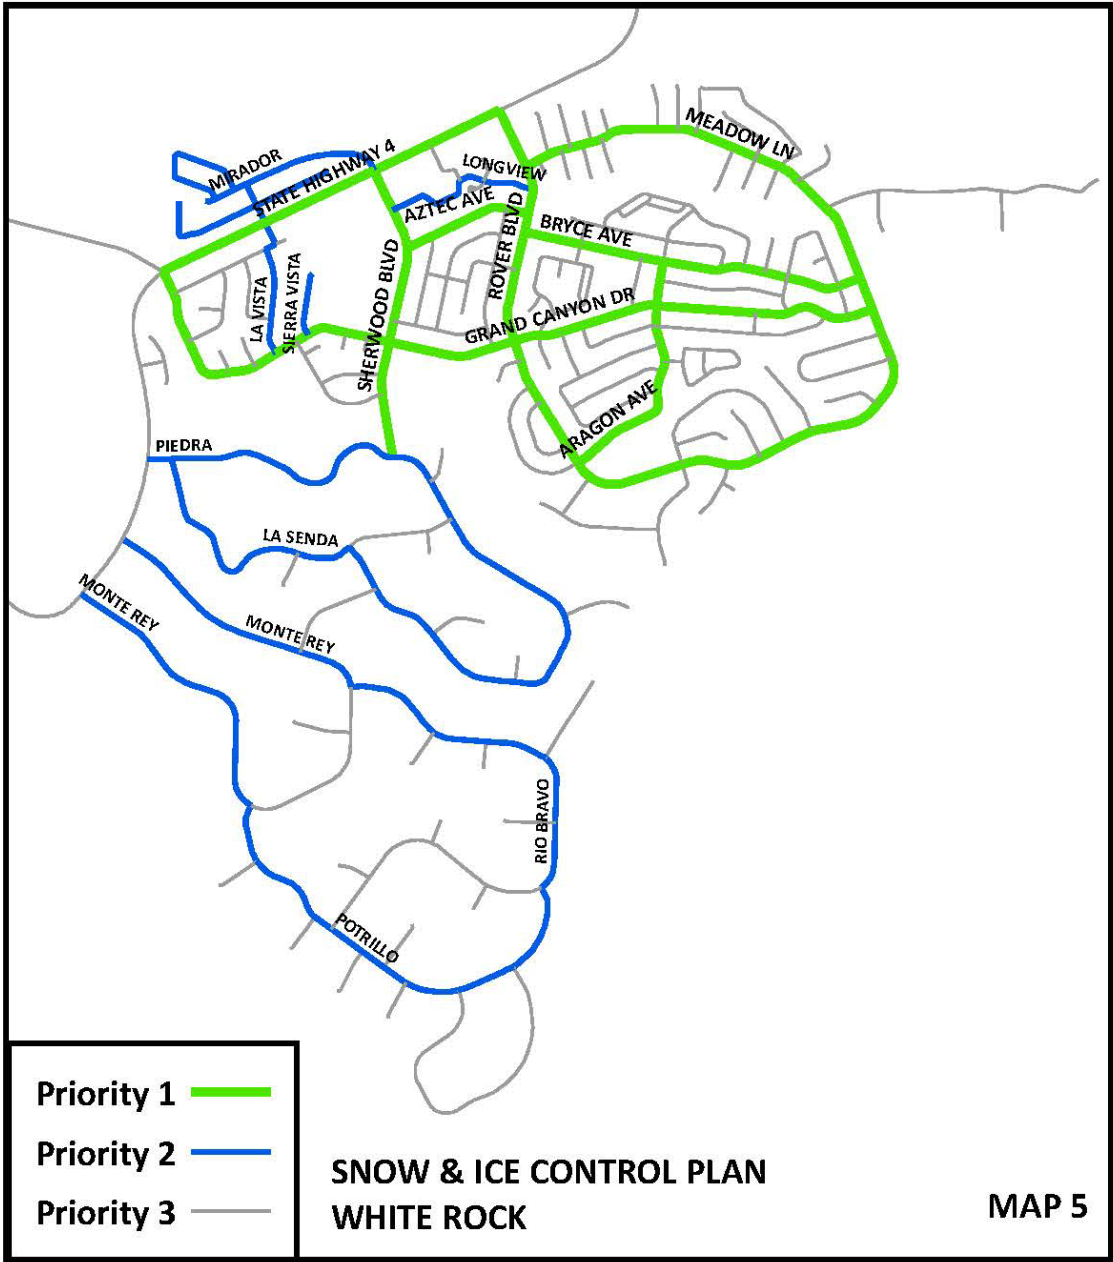 MEADOW LN
MIRADOR
STATE HIGHWAY 4
LONGVIEW
AZTEC AVE
BRYCE AVE
ROVER BLVD
SHERWOOD BLVD
LA VISTA
SIERRA VISTA
GRAND CANYON DR
ARAGON AVE
PIEDRA
LA SENDA
MONTE REY
MONTE REY
RIO BRAVO
POTRILLO
Priority 1
Priority 2
Priority 3
SNOW & ICE CONTROL PLAN
WHITE ROCK
MAP 5